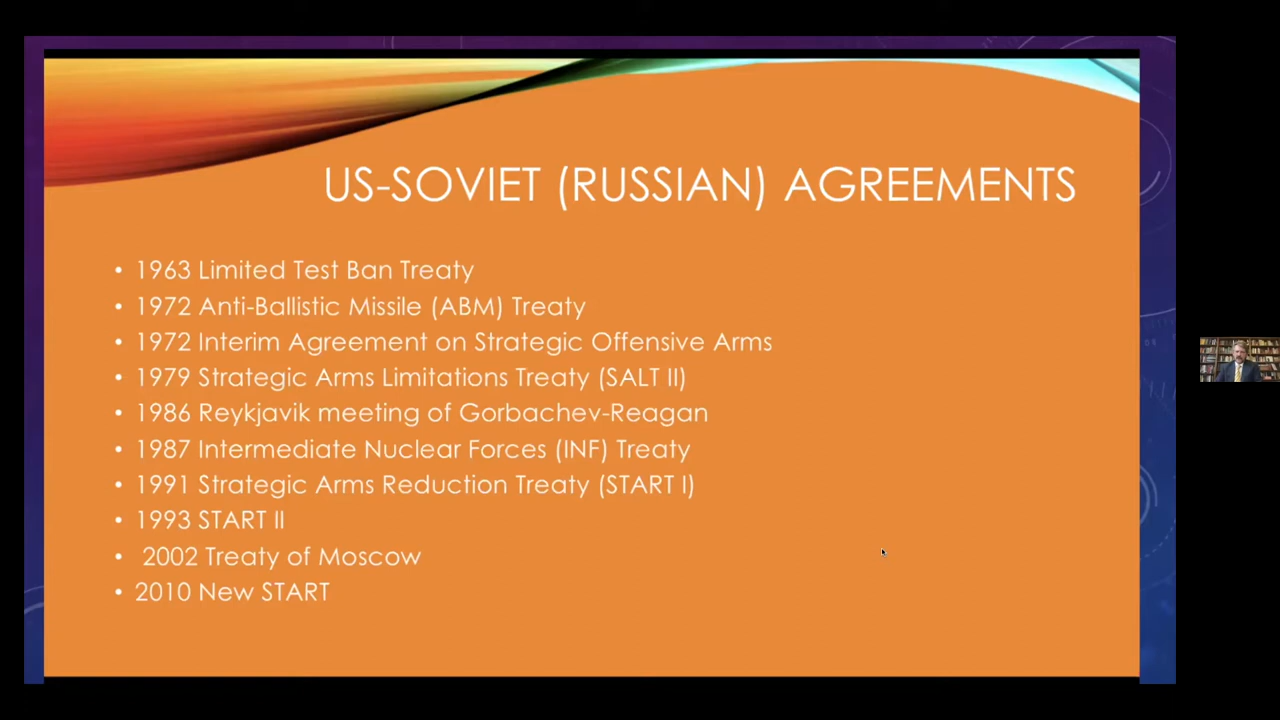 US-SOVIET (RUSSIAN) AGREEMENTS
• 1963 Limited Test Ban Treaty
• 1972 Anti-Ballistic Missile (ABM) Treaty
• 1972 Interim Agreement on Strategic Offensive Arms
• 1979 Strategic Arms Limitations Treaty (SALT II)
• 1986 Reykjavik meeting of Gorbachev-Reagan
• 1987 Intermediate Nuclear Forces (INF) Treaty
• 1991 Strategic Arms Reduction Treaty (START I)
• 1993 START II
• 2002 Treaty of Moscow
• 2010 New START